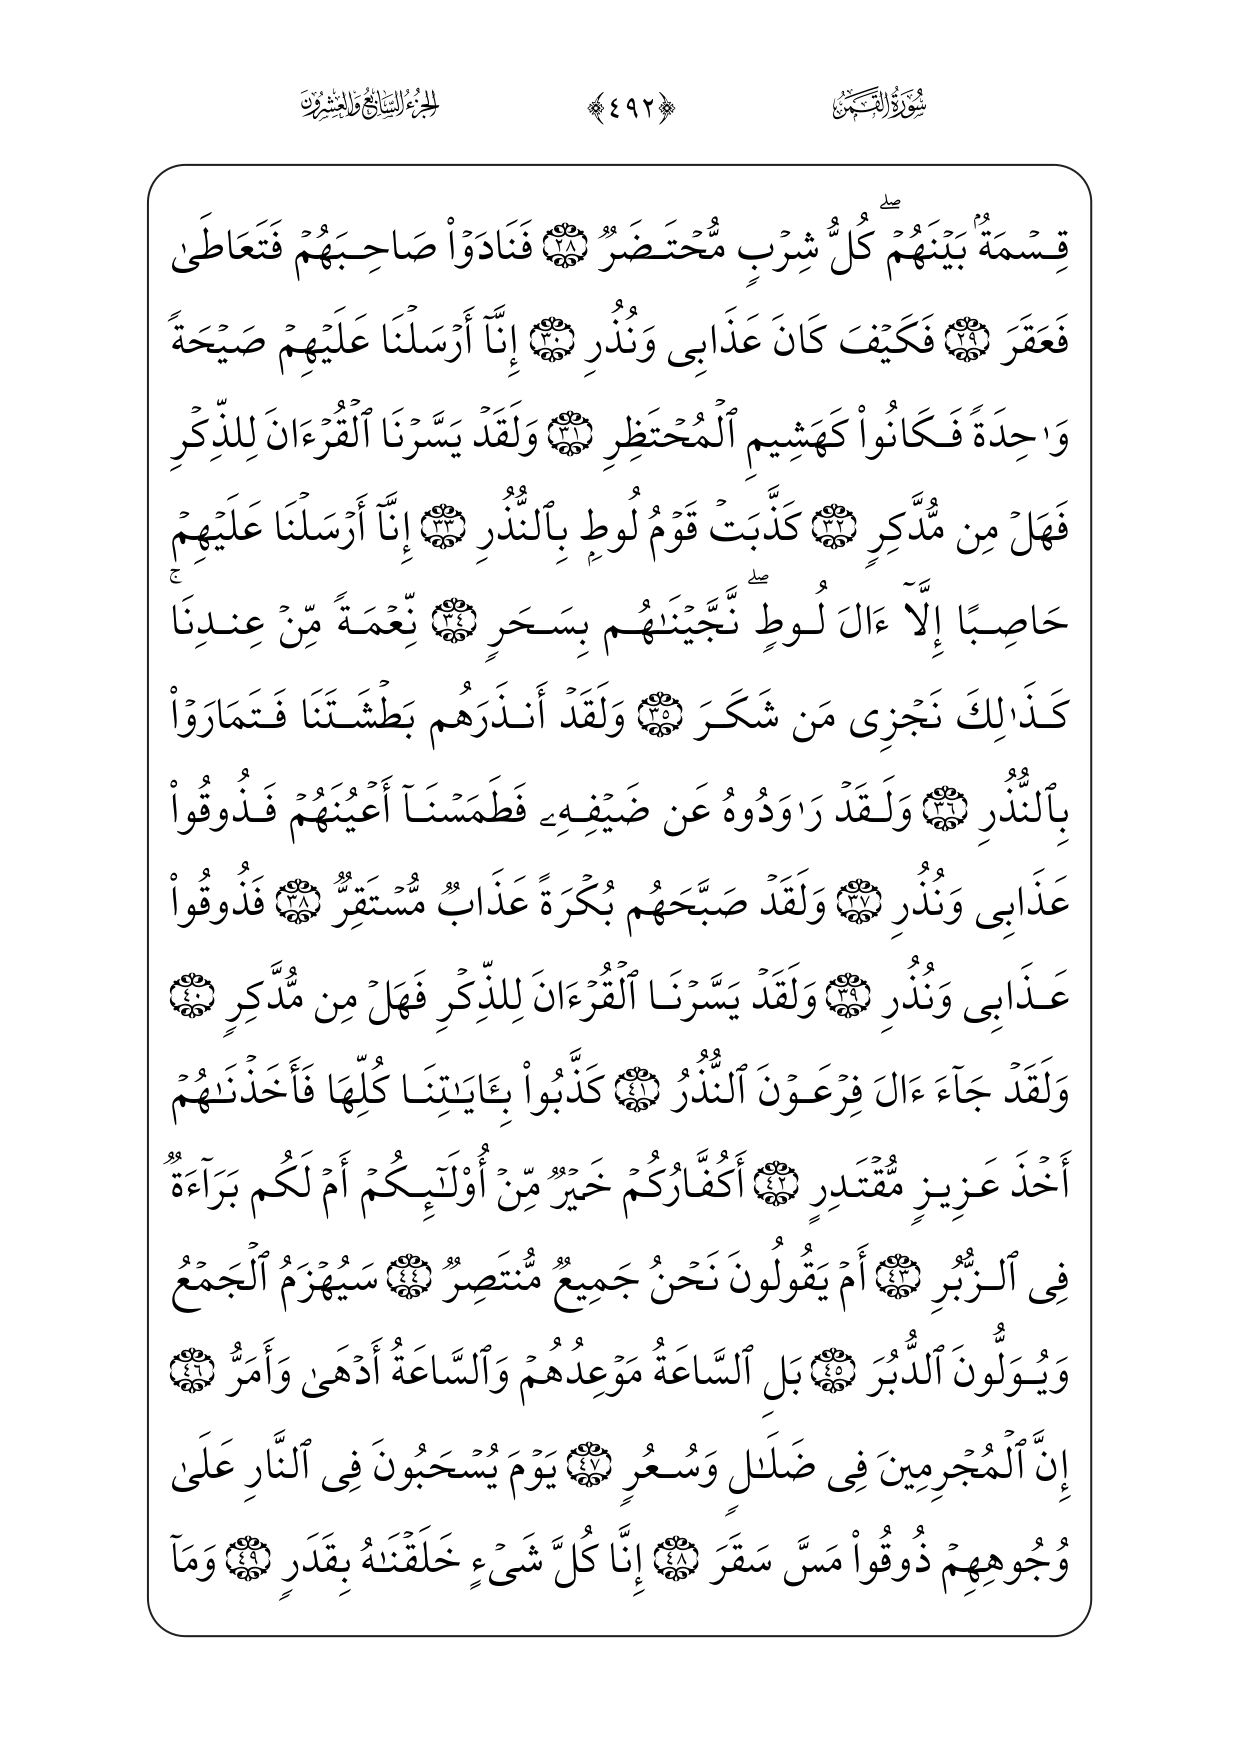 سُورَةُ القَمَر ﴿٤٩٢﴾ الجُزْءُ السَّابِعُ وَالعِشْرُونَ
قِسۡمَةُۢ بَيۡنَهُمۡۖ كُلُّ شِرۡبٖ مُّحۡتَضَرٞ ٢٨ فَنَادَوۡاْ صَاحِبَهُمۡ فَتَعَاطَىٰ
فَعَقَرَ ٢٩ فَكَيۡفَ كَانَ عَذَابِي وَنُذُرِ ٣٠ إِنَّآ أَرۡسَلۡنَا عَلَيۡهِمۡ صَيۡحَةٗ
وَٰحِدَةٗ فَكَانُواْ كَهَشِيمِ ٱلۡمُحۡتَظِرِ ٣١ وَلَقَدۡ يَسَّرۡنَا ٱلۡقُرۡءَانَ لِلذِّكۡرِ
فَهَلۡ مِن مُّدَّكِرٖ ٣٢ كَذَّبَتۡ قَوۡمُ لُوطِۭ بِٱلنُّذُرِ ٣٣ إِنَّآ أَرۡسَلۡنَا عَلَيۡهِمۡ
حَاصِبًا إِلَّآ ءَالَ لُوطٖۖ نَّجَّيۡنَٰهُم بِسَحَرٖ ٣٤ نِّعۡمَةٗ مِّنۡ عِندِنَاۚ
كَذَٰلِكَ نَجۡزِي مَن شَكَرَ ٣٥ وَلَقَدۡ أَنذَرَهُم بَطۡشَتَنَا فَتَمَارَوۡاْ
بِٱلنُّذُرِ ٣٦ وَلَقَدۡ رَٰوَدُوهُ عَن ضَيۡفِهِۦ فَطَمَسۡنَآ أَعۡيُنَهُمۡ فَذُوقُواْ
عَذَابِي وَنُذُرِ ٣٧ وَلَقَدۡ صَبَّحَهُم بُكۡرَةً عَذَابٞ مُّسۡتَقِرّٞ ٣٨ فَذُوقُواْ
عَذَابِي وَنُذُرِ ٣٩ وَلَقَدۡ يَسَّرۡنَا ٱلۡقُرۡءَانَ لِلذِّكۡرِ فَهَلۡ مِن مُّدَّكِرٖ ٤٠
وَلَقَدۡ جَآءَ ءَالَ فِرۡعَوۡنَ ٱلنُّذُرُ ٤١ كَذَّبُواْ بِـَٔايَٰتِنَا كُلِّهَا فَأَخَذۡنَٰهُمۡ
أَخۡذَ عَزِيزٖ مُّقۡتَدِرٍ ٤٢ أَكُفَّارُكُمۡ خَيۡرٞ مِّنۡ أُوْلَٰٓئِكُمۡ أَمۡ لَكُم بَرَآءَةٞ
فِي ٱلزُّبُرِ ٤٣ أَمۡ يَقُولُونَ نَحۡنُ جَمِيعٞ مُّنتَصِرٞ ٤٤ سَيُهۡزَمُ ٱلۡجَمۡعُ
وَيُوَلُّونَ ٱلدُّبُرَ ٤٥ بَلِ ٱلسَّاعَةُ مَوۡعِدُهُمۡ وَٱلسَّاعَةُ أَدۡهَىٰ وَأَمَرُّ ٤٦
إِنَّ ٱلۡمُجۡرِمِينَ فِي ضَلَٰلٖ وَسُعُرٖ ٤٧ يَوۡمَ يُسۡحَبُونَ فِي ٱلنَّارِ عَلَىٰ
وُجُوهِهِمۡ ذُوقُواْ مَسَّ سَقَرَ ٤٨ إِنَّا كُلَّ شَيۡءٍ خَلَقۡنَٰهُ بِقَدَرٖ ٤٩ وَمَآ